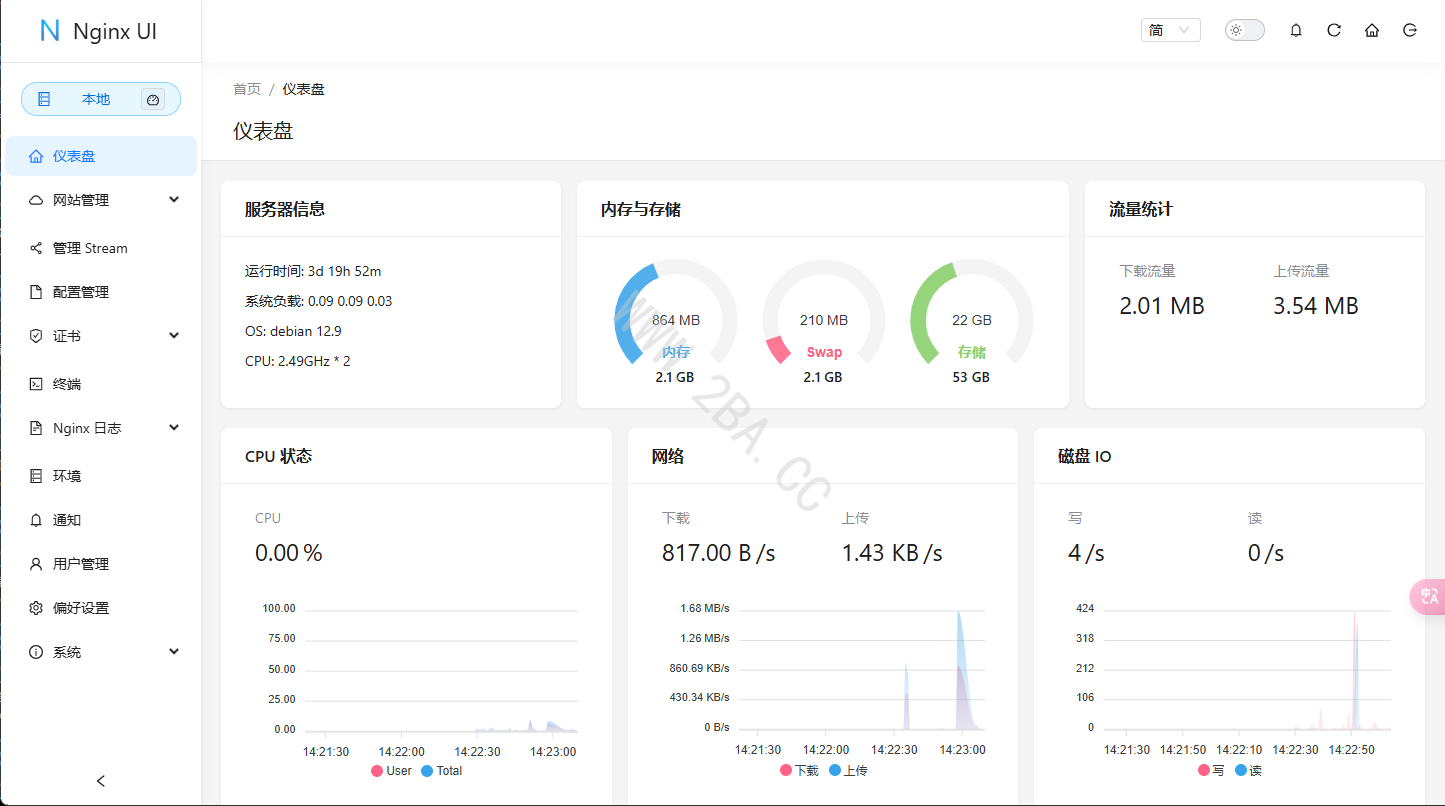 Nginx UI
简
本地
仪表盘
网站管理
管理 Stream
配置管理
证书
终端
Nginx 日志
环境
通知
用户管理
偏好设置
系统
首页 / 仪表盘
仪表盘
服务器信息
运行时间: 3d 19h 52m
系统负载: 0.09 0.09 0.03
OS: debian 12.9
CPU: 2.49GHz * 2
内存与存储
864 MB
内存
2.1 GB
210 MB
Swap
2.1 GB
22 GB
存储
53 GB
流量统计
下载流量
2.01 MB
上传流量
3.54 MB
CPU 状态
CPU
0.00 %
100.00
75.00
50.00
25.00
0.00
14:21:30 14:22:00 14:22:30 14:23:00
User Total
网络
下载
817.00 B /s
上传
1.43 KB /s
1.68 MB/s
1.26 MB/s
860.69 KB/s
430.34 KB/s
0 B/s
14:21:30 14:22:00 14:22:30 14:23:00
下载 上传
磁盘 IO
写
4 /s
读
0 /s
424
318
212
106
0
14:21:30 14:21:50 14:22:10 14:22:30 14:22:50
写 读
WWW.2BA.CC
中A